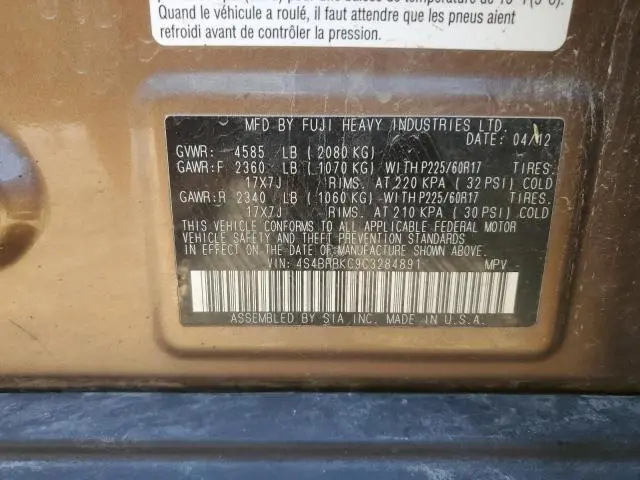 Quand le véhicule a roulé, il faut attendre que les pneus aient
refroidi avant de contrôler la pression.
MFD BY FUJI HEAVY INDUSTRIES LTD.
DATE: 04/12
GVWR: 4585 LB (2080 KG)
GAWR:F 2360 LB (1070 KG) WITH P225/60R17 TIRES.
17X7J RIMS. AT 220 KPA (32 PSI) COLD
GAWR:R 2340 LB (1060 KG) WITH P225/60R17 TIRES.
17X7J RIMS. AT 210 KPA (30 PSI) COLD
THIS VEHICLE CONFORMS TO ALL APPLICABLE FEDERAL MOTOR
VEHICLE SAFETY AND THEFT PREVENTION STANDARDS
IN EFFECT ON THE DATE OF MANUFACTURE SHOWN ABOVE.
VIN: 4S4BRBKC9C3284891 MPV
ASSEMBLED BY SIA INC. MADE IN U.S.A.